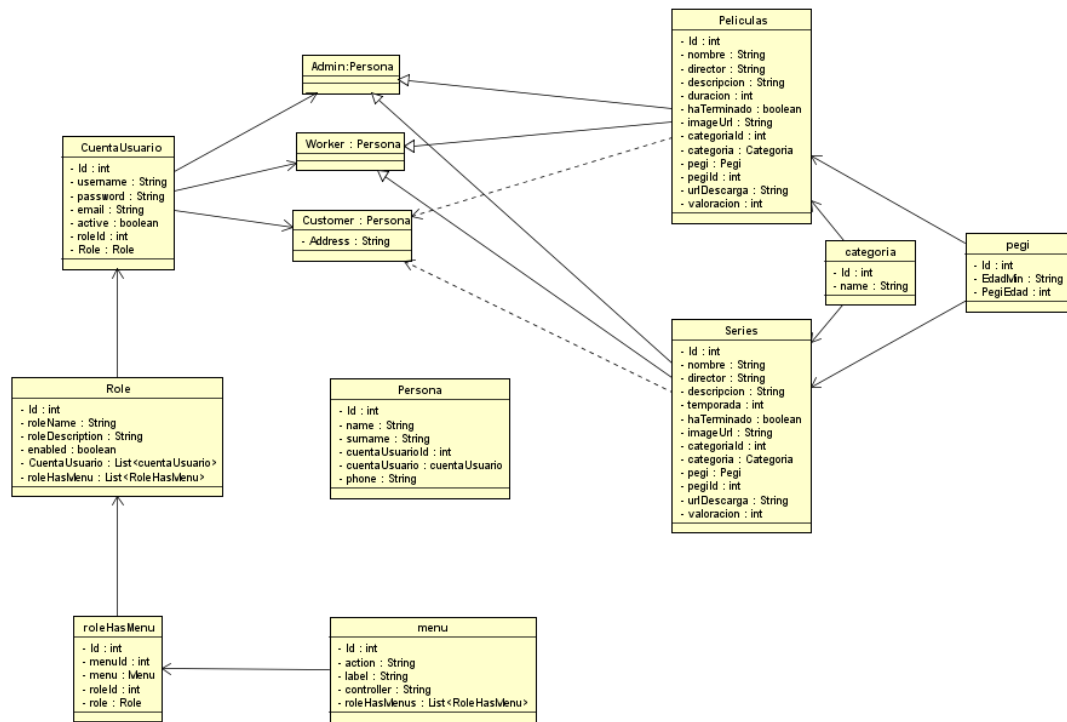 Peliculas
- Id : int
- nombre : String
- director : String
- descripcion : String
- duracion : int
- haTerminado : boolean
- imageUrl : String
- categoriaId : int
- categoria : Categoria
- pegi : Pegi
- pegiId : int
- urlDescarga : String
- valoracion : int
Admin:Persona
Worker : Persona
Customer : Persona
- Address : String
CuentaUsuario
- Id : int
- username : String
- password : String
- email : String
- active : boolean
- roleId : int
- Role : Role
categoria
- Id : int
- name : String
pegi
- Id : int
- EdadMin : String
- PegiEdad : int
Series
- Id : int
- nombre : String
- director : String
- descripcion : String
- temporada : int
- haTerminado : boolean
- imageUrl : String
- categoriaId : int
- categoria : Categoria
- pegi : Pegi
- pegiId : int
- urlDescarga : String
- valoracion : int
Role
- Id : int
- roleName : String
- roleDescription : String
- enabled : boolean
- CuentaUsuario : List<cuentaUsuario>
- roleHasMenu : List<RoleHasMenu>
Persona
- Id : int
- name : String
- surname : String
- cuentaUsuarioId : int
- cuentaUsuario : cuentaUsuario
- phone : String
roleHasMenu
- Id : int
- menuId : int
- menu : Menu
- roleId : int
- role : Role
menu
- Id : int
- action : String
- label : String
- controller : String
- roleHasMenus : List<RoleHasMenu>